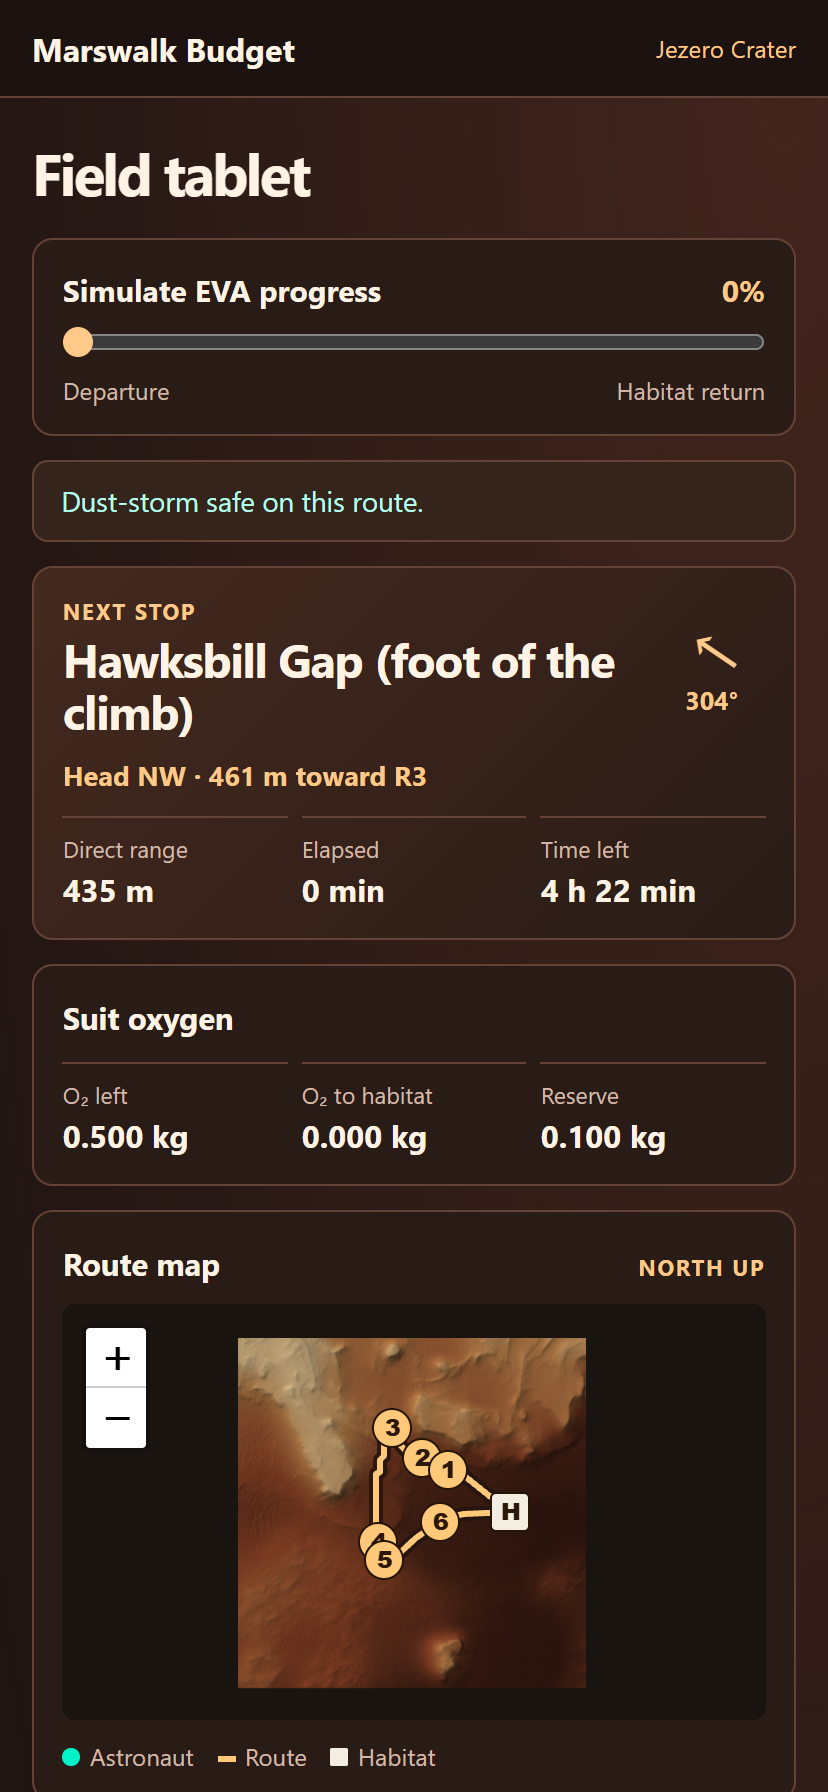 Marswalk Budget
Jezero Crater
Field tablet
Simulate EVA progress
0%
Departure
Habitat return
Dust-storm safe on this route.
NEXT STOP
Hawksbill Gap (foot of the
climb)
304°
Head NW · 461 m toward R3
Direct range
Elapsed
Time left
435 m
0 min
4 h 22 min
Suit oxygen
O₂ left
O₂ to habitat
Reserve
0.500 kg
0.000 kg
0.100 kg
Route map
NORTH UP
+
−
3
2
1
H
6
4
5
Astronaut
Route
Habitat